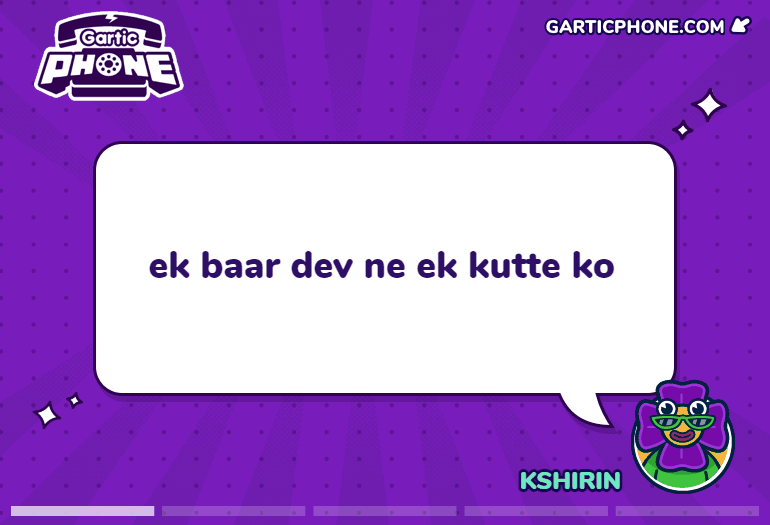 Gartic
PHONE
GARTICPHONE.COM
ek baar dev ne ek kutte ko
KSHIRIN